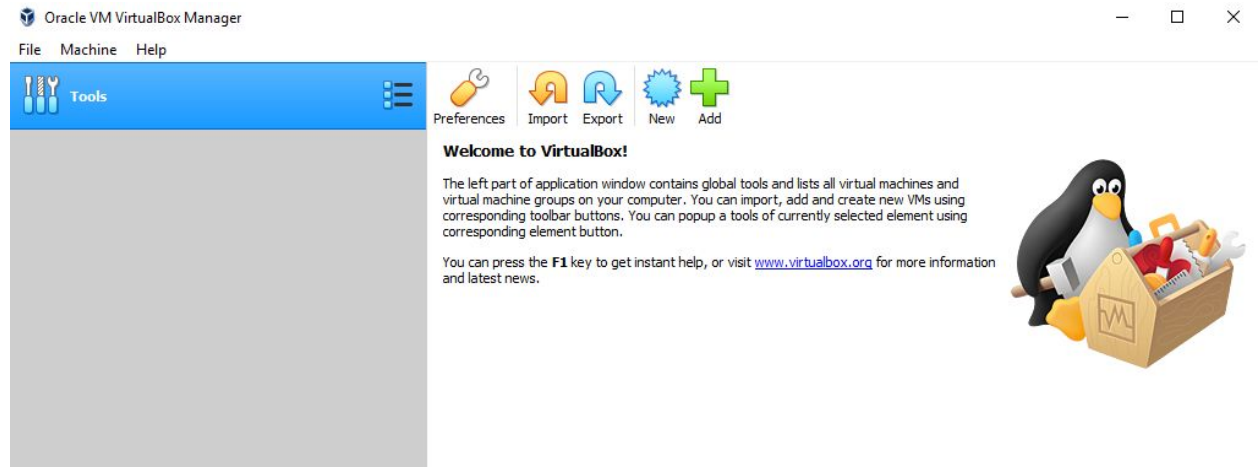 Oracle VM VirtualBox Manager
File Machine Help
Tools
Preferences Import Export New Add
Welcome to VirtualBox!
The left part of application window contains global tools and lists all virtual machines and
virtual machine groups on your computer. You can import, add and create new VMs using
corresponding toolbar buttons. You can popup a tools of currently selected element using
corresponding element button.
You can press the F1 key to get instant help, or visit www.virtualbox.org for more information
and latest news.